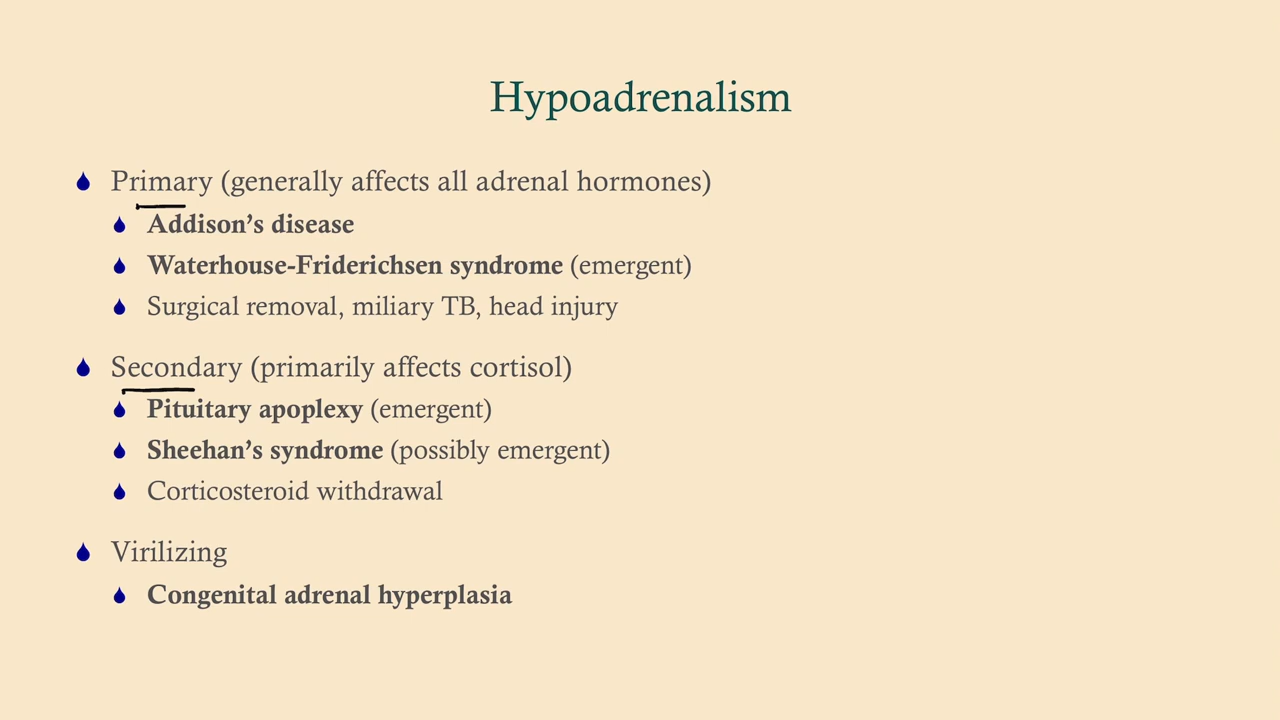 Hypoadrenalism
Primary (generally affects all adrenal hormones)
Addison’s disease
Waterhouse-Friderichsen syndrome (emergent)
Surgical removal, miliary TB, head injury
Secondary (primarily affects cortisol)
Pituitary apoplexy (emergent)
Sheehan’s syndrome (possibly emergent)
Corticosteroid withdrawal
Virilizing
Congenital adrenal hyperplasia